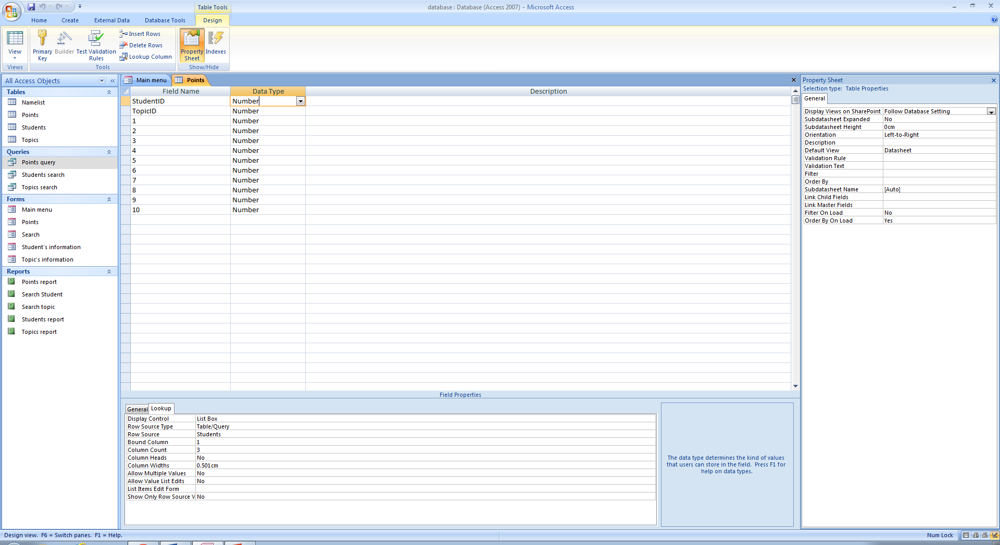 Table Tools
database : Database (Access 2007) - Microsoft Access
Home Create External Data Database Tools Design
View
Primary Key
Builder
Test Validation Rules
Insert Rows
Delete Rows
Lookup Column
Property Sheet
Indexes
Views Tools Show/Hide
All Access Objects
Tables
Namelist
Points
Students
Topics
Queries
Points query
Students search
Topics search
Forms
Main menu
Points
Search
Student's information
Topic's information
Reports
Points report
Search Student
Search topic
Students report
Topics report
Main menu Points
Field Name Data Type Description
StudentID Number
TopicID Number
1 Number
2 Number
3 Number
4 Number
5 Number
6 Number
7 Number
8 Number
9 Number
10 Number
Field Properties
General Lookup
Display Control List Box
Row Source Type Table/Query
Row Source Students
Bound Column 1
Column Count 3
Column Heads No
Column Widths 0.501cm
Allow Multiple Values No
Allow Value List Edits No
List Items Edit Form
Show Only Row Source V No
The data type determines the kind of values
that users can store in the field. Press F1 for
help on data types.
Property Sheet
Selection type: Table Properties
General
Display Views on SharePoint Follow Database Setting
Subdatasheet Expanded No
Subdatasheet Height 0cm
Orientation Left-to-Right
Description
Default View Datasheet
Validation Rule
Validation Text
Filter
Order By
Subdatasheet Name [Auto]
Link Child Fields
Link Master Fields
Filter On Load No
Order By On Load Yes
Design view. F6 = Switch panes. F1 = Help.
Num Lock